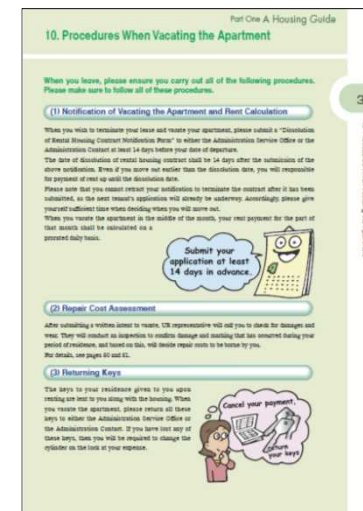 Part One A Housing Guide
10. Procedures When Vacating the Apartment
When you leave, please ensure you carry out all of the following procedures.
Please make sure to follow all of these procedures.
3
(1) Notification of Vacating the Apartment and Rent Calculation
When you wish to terminate your lease and vacate your apartment, please submit a "Dissolution
of Rental Housing Contract Notification Form" to either the Administration Service Office or the
Administration Contact at least 14 days before your date of departure.
The date of dissolution of rental housing contract shall be 14 days after the submission of the
above notification. Even if you move out earlier than the dissolution date, you will responsible
for payment of rent up until the dissolution date.
Please note that you cannot retract your notification to terminate the contract after it has been
submitted, as the next tenant's application will already be underway. Accordingly, please give
yourself sufficient time when deciding when you will move out.
When you vacate the apartment in the middle of the month, your rent payment for the part of
that month shall be calculated on a
prorated daily basis.
Submit your
application at least
14 days in advance.
(2) Repair Cost Assessment
After submitting a written intent to vacate, UR representative will call you to check for damages and
wear. They will conduct an inspection to confirm damage and marking that has occurred during your
period of residence, and based on this, will decide repair costs to be borne by you.
For details, see pages 50 and 51.
(3) Returning Keys
The keys to your residence given to you upon
renting are lent to you along with the housing. When
you vacate the apartment, please return all these
keys to either the Administration Service Office or
the Administration Contact. If you have lost any of
these keys, then you will be required to change the
cylinder on the lock at your expense.
Cancel your payment,
return
your keys